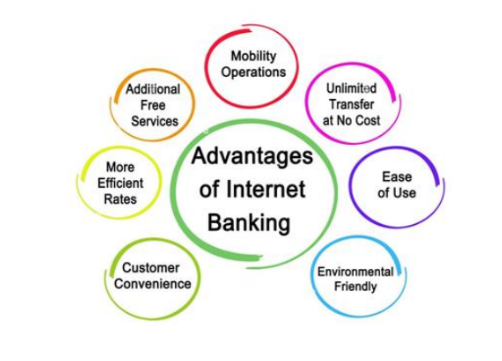 Mobility
Operations
Additional
Free
Services
Unlimited
Transfer
at No Cost
Advantages
of Internet
Banking
More
Efficient
Rates
Ease
of Use
Customer
Convenience
Environmental
Friendly